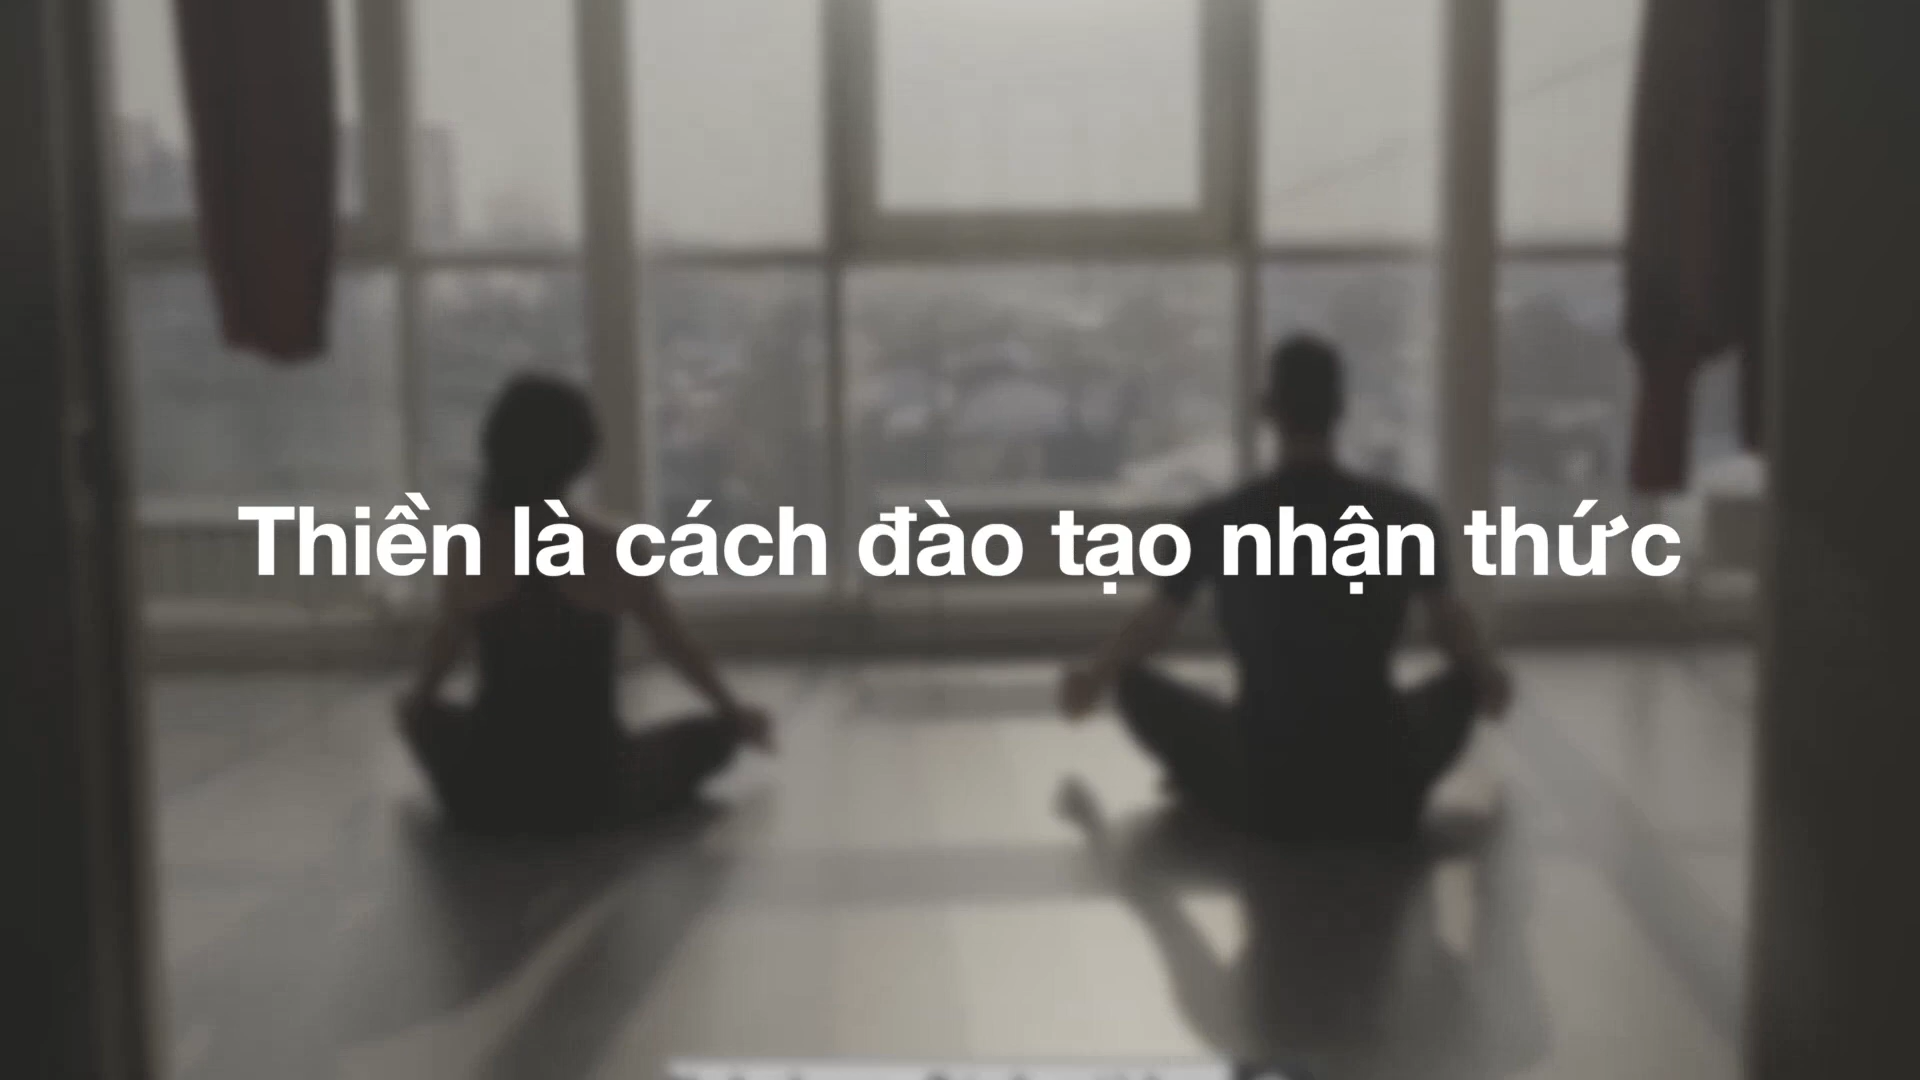 Thiền là cách đào tạo nhận thức